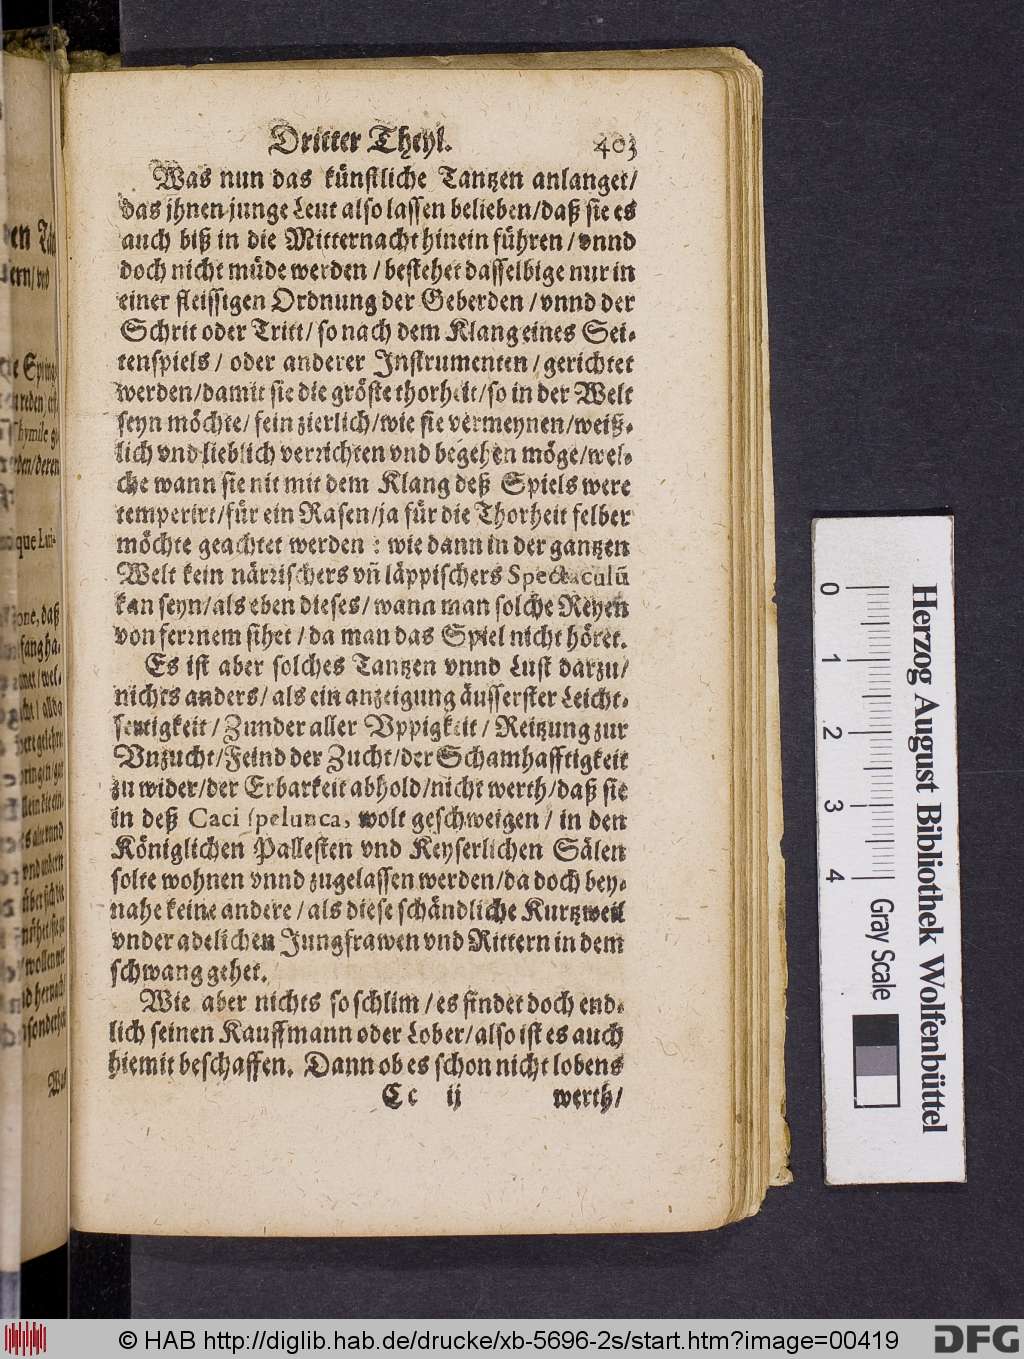 Dritter Theyl. 403
Was nun das künstliche Tantzen anlanget/
das jhnen junge Leut also lassen belieben/daß sie es
auch biß in die Mitternacht hinein führen/vnnd
doch nicht müde werden/bestehet dasselbige nur in
einer fleissigen Ordnung der Geberden/vnnd der
Schrit oder Tritt/so nach dem Klang eines Sei-
tenspiels/oder anderer Instrumenten/gerichtet
werden/damit sie die gröste thorheit/so in der Welt
seyn möchte/fein zierlich/wie sie vermeynen/weiß-
lich vnd lieblich verrichten vnd begehen möge/wel-
che wann sie nit mit dem Klang deß Spiels were
temperirt/für ein Rasen/ja für die Thorheit selber
möchte geachtet werden: wie dann in der gantzen
Welt kein närrischers vñ läppischers Spectaculũ
kan seyn/als eben dieses/wann man solche Reyen
von ferrnem sihet/da man das Spiel nicht höret.
Es ist aber solches Tantzen vnnd Lust darzu/
nichts anders/als ein anzeigung äusserster Leicht-
fertigkeit/Zunder aller Vppigkeit/Reitzung zur
Vnzucht/Feind der Zucht/der Schamhafftigkeit
zu wider/der Erbarkeit abhold/nicht werth/daß sie
in deß Caci spelunca, wolt geschweigen/in den
Königlichen Pallesten vnd Keyserlichen Sälen
solte wohnen vnnd zugelassen werden/da doch bey-
nahe keine andere/als diese schändliche Kurtzweil
vnder adelichen Jungfrawen vnd Rittern in dem
schwang gehet.
Wie aber nichts so schlim/es findet doch end-
lich seinen Kauffmann oder Lober/also ist es auch
hiemit beschaffen. Dann ob es schon nicht lobens
Cc ij werth/
0 1 2 3 4 Gray Scale
Herzog August Bibliothek Wolfenbüttel
© HAB http://diglib.hab.de/drucke/xb-5696-2s/start.htm?image=00419
DFG